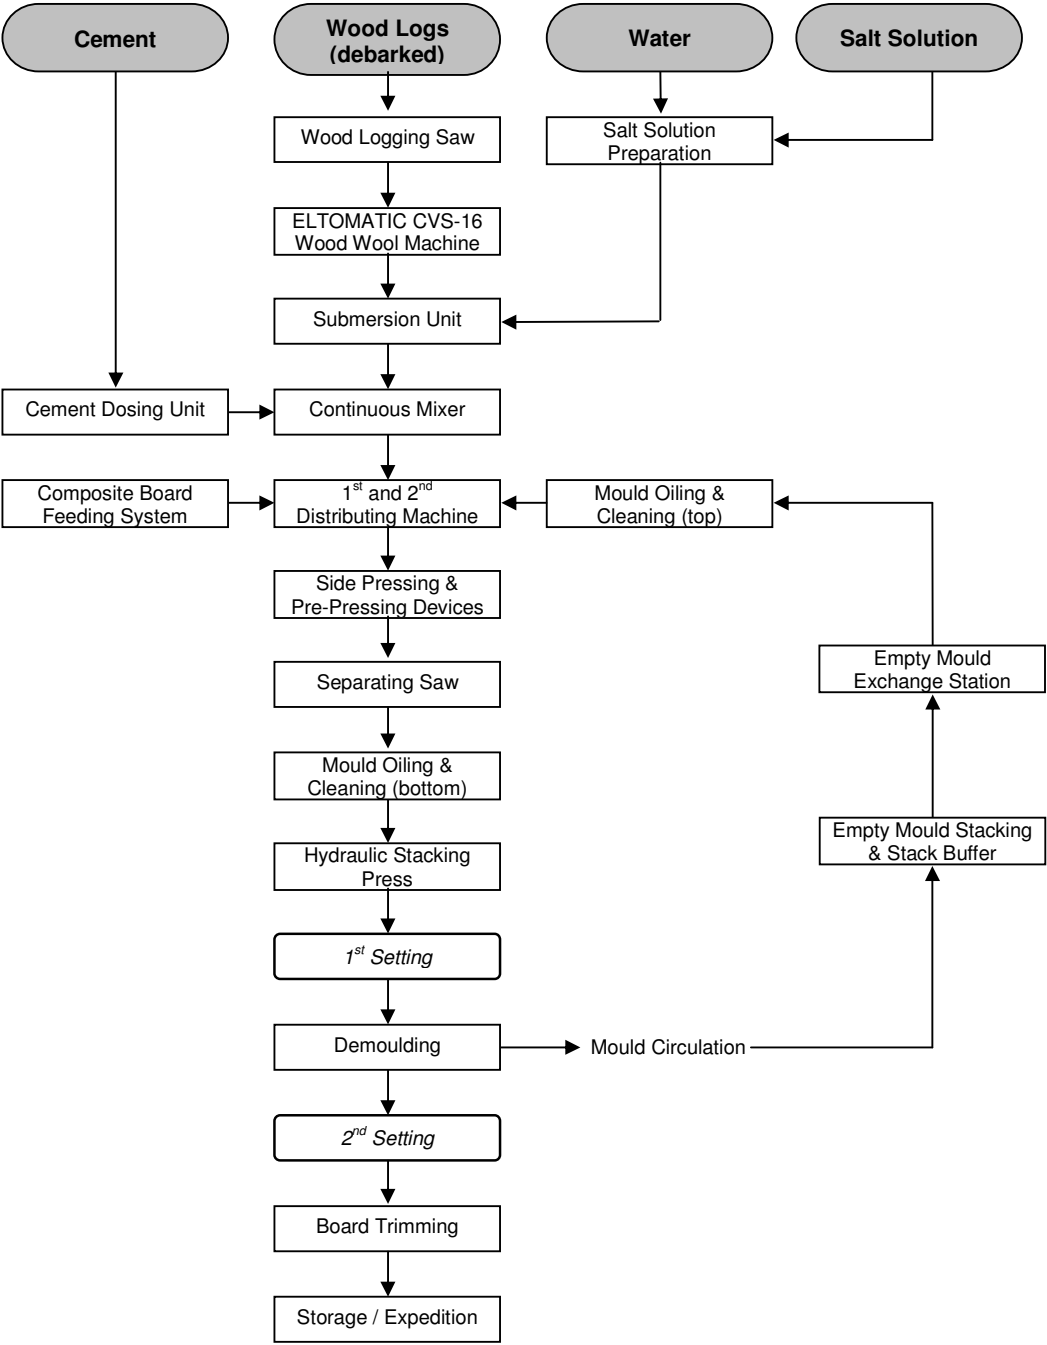 Cement
Wood Logs
(debarked)
Water
Salt Solution
Wood Logging Saw
Salt Solution
Preparation
ELTOMATIC CVS-16
Wood Wool Machine
Submersion Unit
Cement Dosing Unit
Continuous Mixer
Composite Board
Feeding System
1st and 2nd
Distributing Machine
Mould Oiling &
Cleaning (top)
Side Pressing &
Pre-Pressing Devices
Empty Mould
Exchange Station
Separating Saw
Mould Oiling &
Cleaning (bottom)
Empty Mould Stacking
& Stack Buffer
Hydraulic Stacking
Press
1st Setting
Demoulding
Mould Circulation
2nd Setting
Board Trimming
Storage / Expedition